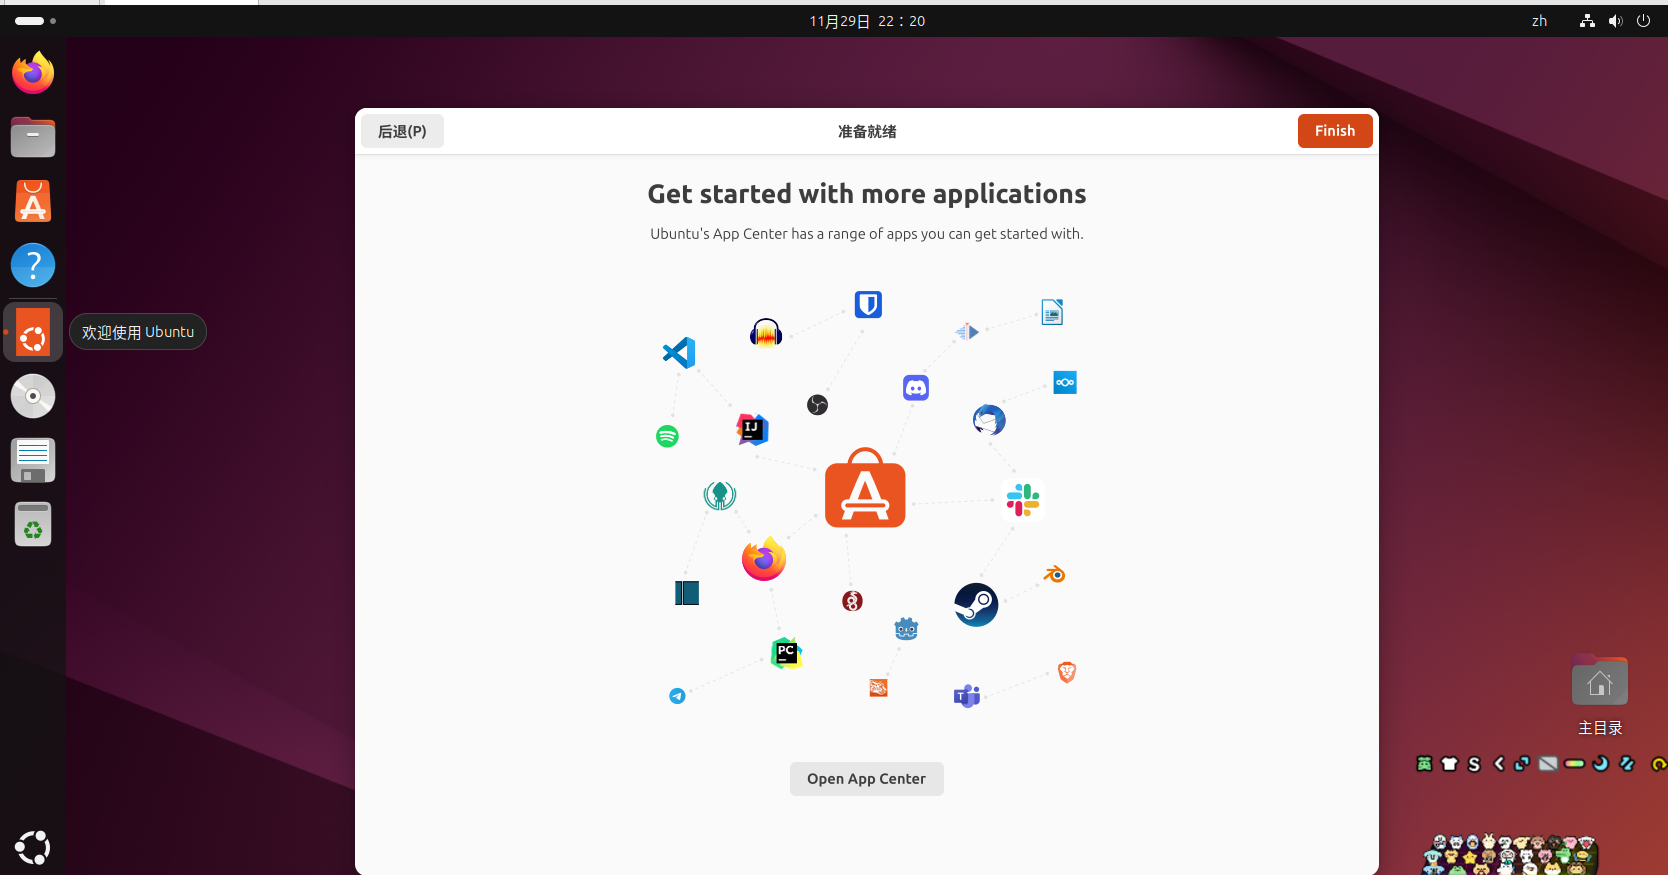 11月29日 22：20
zh
后退(P)
准备就绪
Finish
Get started with more applications
Ubuntu's App Center has a range of apps you can get started with.
欢迎使用 Ubuntu
IJ
PC
T
Open App Center
主目录
英
S